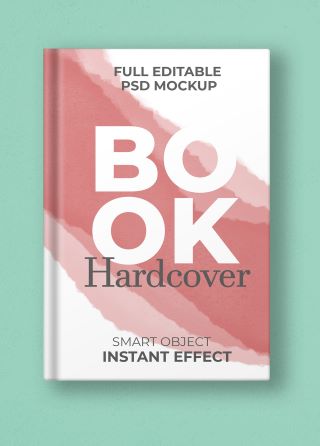 FULL EDITABLE
PSD MOCKUP
BO
OK
Hardcover
SMART OBJECT
INSTANT EFFECT